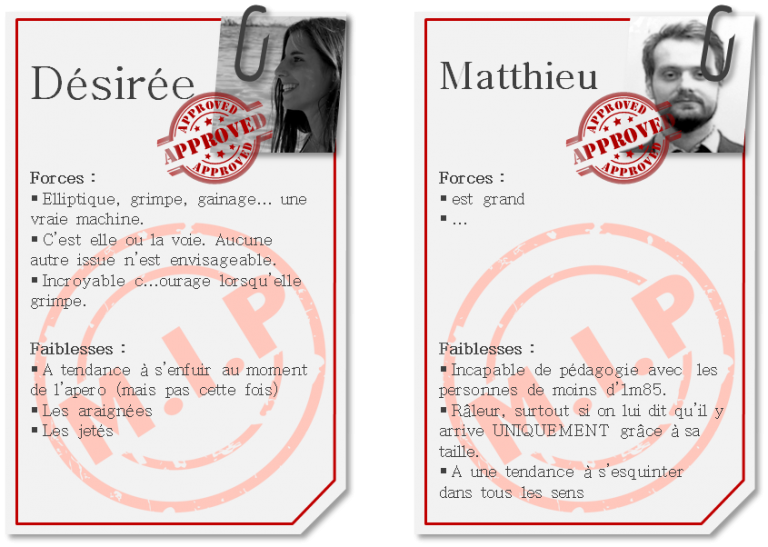 Désirée
APPROVED
APPROVED
APPROVED
Forces :
▪ Elliptique, grimpe, gainage... une
vraie machine.
▪ C'est elle ou la voie. Aucune
autre issue n'est envisageable.
▪ Incroyable c...ourage lorsqu'elle
grimpe.
Faiblesses :
▪ A tendance à s'enfuir au moment
de l'apero (mais pas cette fois)
▪ Les araignées
▪ Les jetés
M.I.P
Matthieu
APPROVED
APPROVED
APPROVED
Forces :
▪ est grand
▪ ...
Faiblesses :
▪ Incapable de pédagogie avec les
personnes de moins d'1m85.
▪ Râleur, surtout si on lui dit qu'il y
arrive UNIQUEMENT grâce à sa
taille.
▪ A une tendance à s'esquinter
dans tous les sens
M.I.P